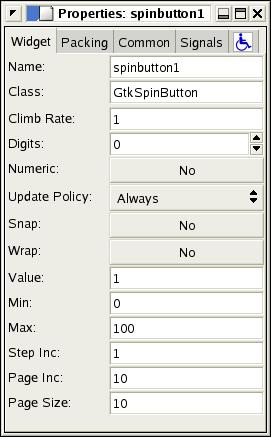 Properties: spinbutton1
Widget Packing Common Signals
Name: spinbutton1
Class: GtkSpinButton
Climb Rate: 1
Digits: 0
Numeric: No
Update Policy: Always
Snap: No
Wrap: No
Value: 1
Min: 0
Max: 100
Step Inc: 1
Page Inc: 10
Page Size: 10